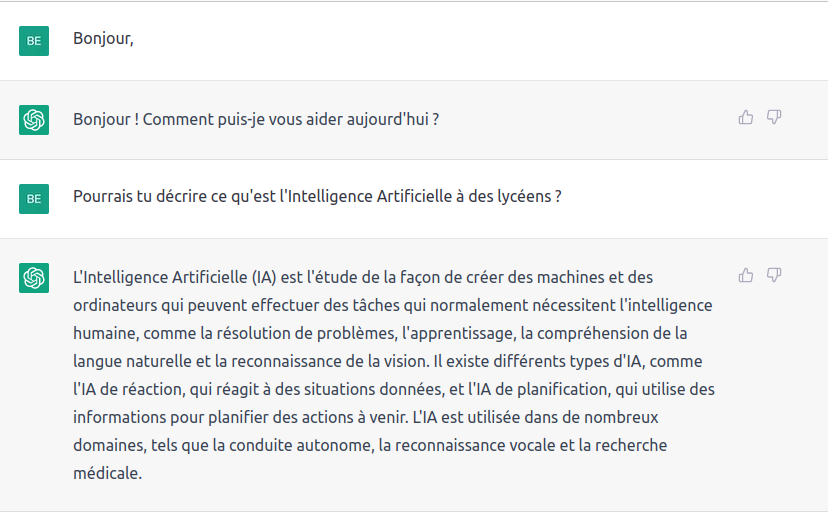 BE
Bonjour,
Bonjour ! Comment puis-je vous aider aujourd'hui ?
BE
Pourrais tu décrire ce qu'est l'Intelligence Artificielle à des lycéens ?
L'Intelligence Artificielle (IA) est l'étude de la façon de créer des machines et des
ordinateurs qui peuvent effectuer des tâches qui normalement nécessitent l'intelligence
humaine, comme la résolution de problèmes, l'apprentissage, la compréhension de la
langue naturelle et la reconnaissance de la vision. Il existe différents types d'IA, comme
l'IA de réaction, qui réagit à des situations données, et l'IA de planification, qui utilise des
informations pour planifier des actions à venir. L'IA est utilisée dans de nombreux
domaines, tels que la conduite autonome, la reconnaissance vocale et la recherche
médicale.